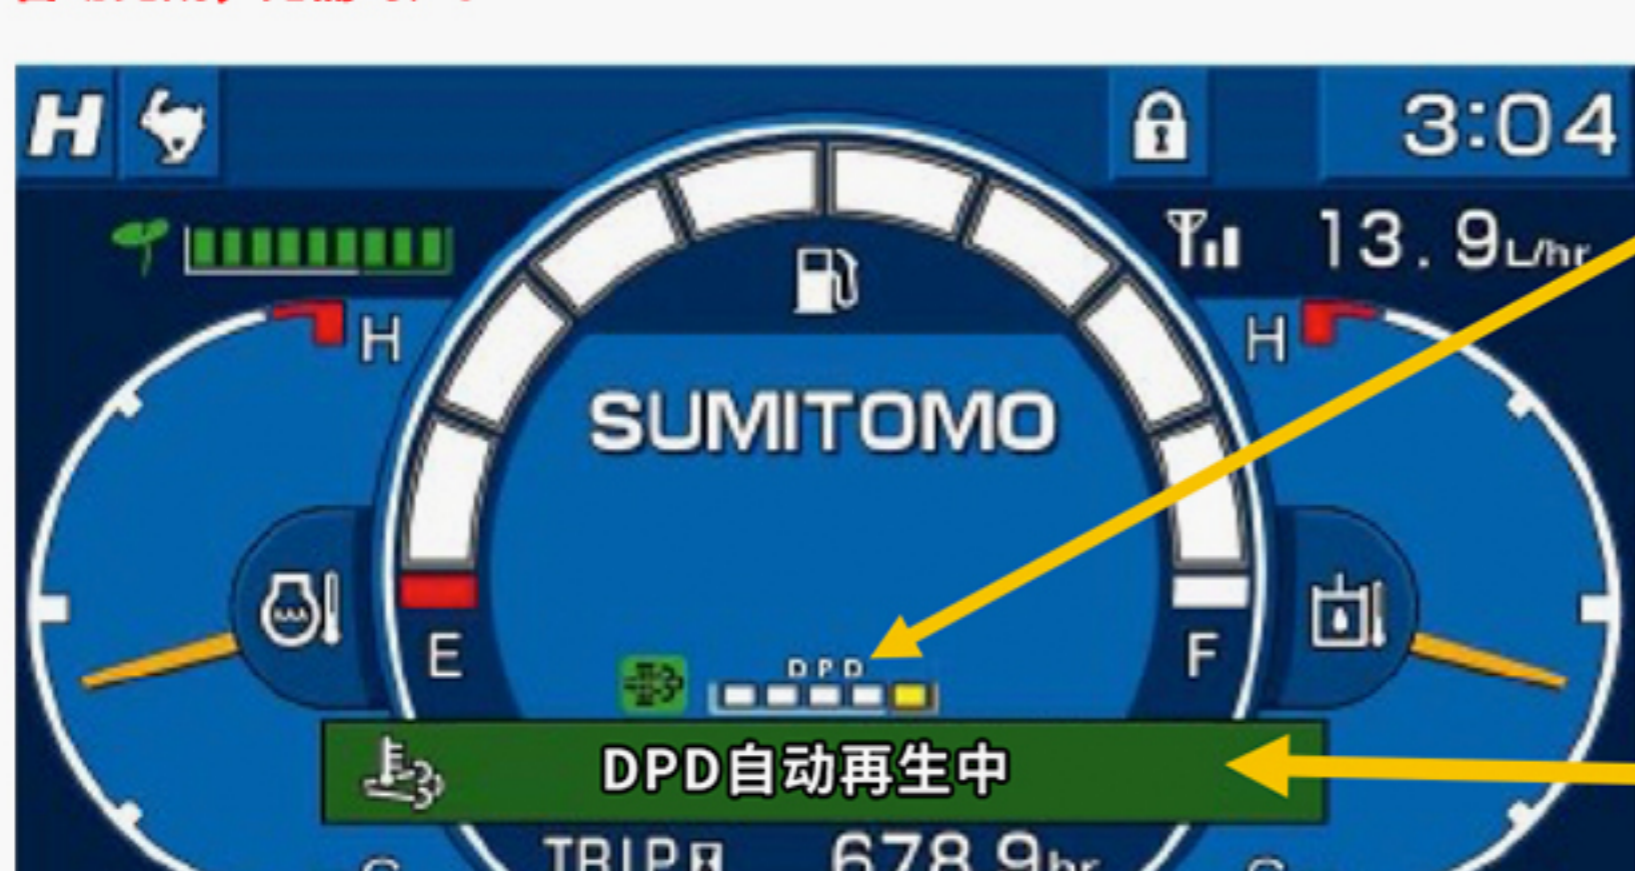 H
3:04
13.9L/hr
H
H
SUMITOMO
E
F
DPD
DPD自动再生中
TRIP
678.9hr